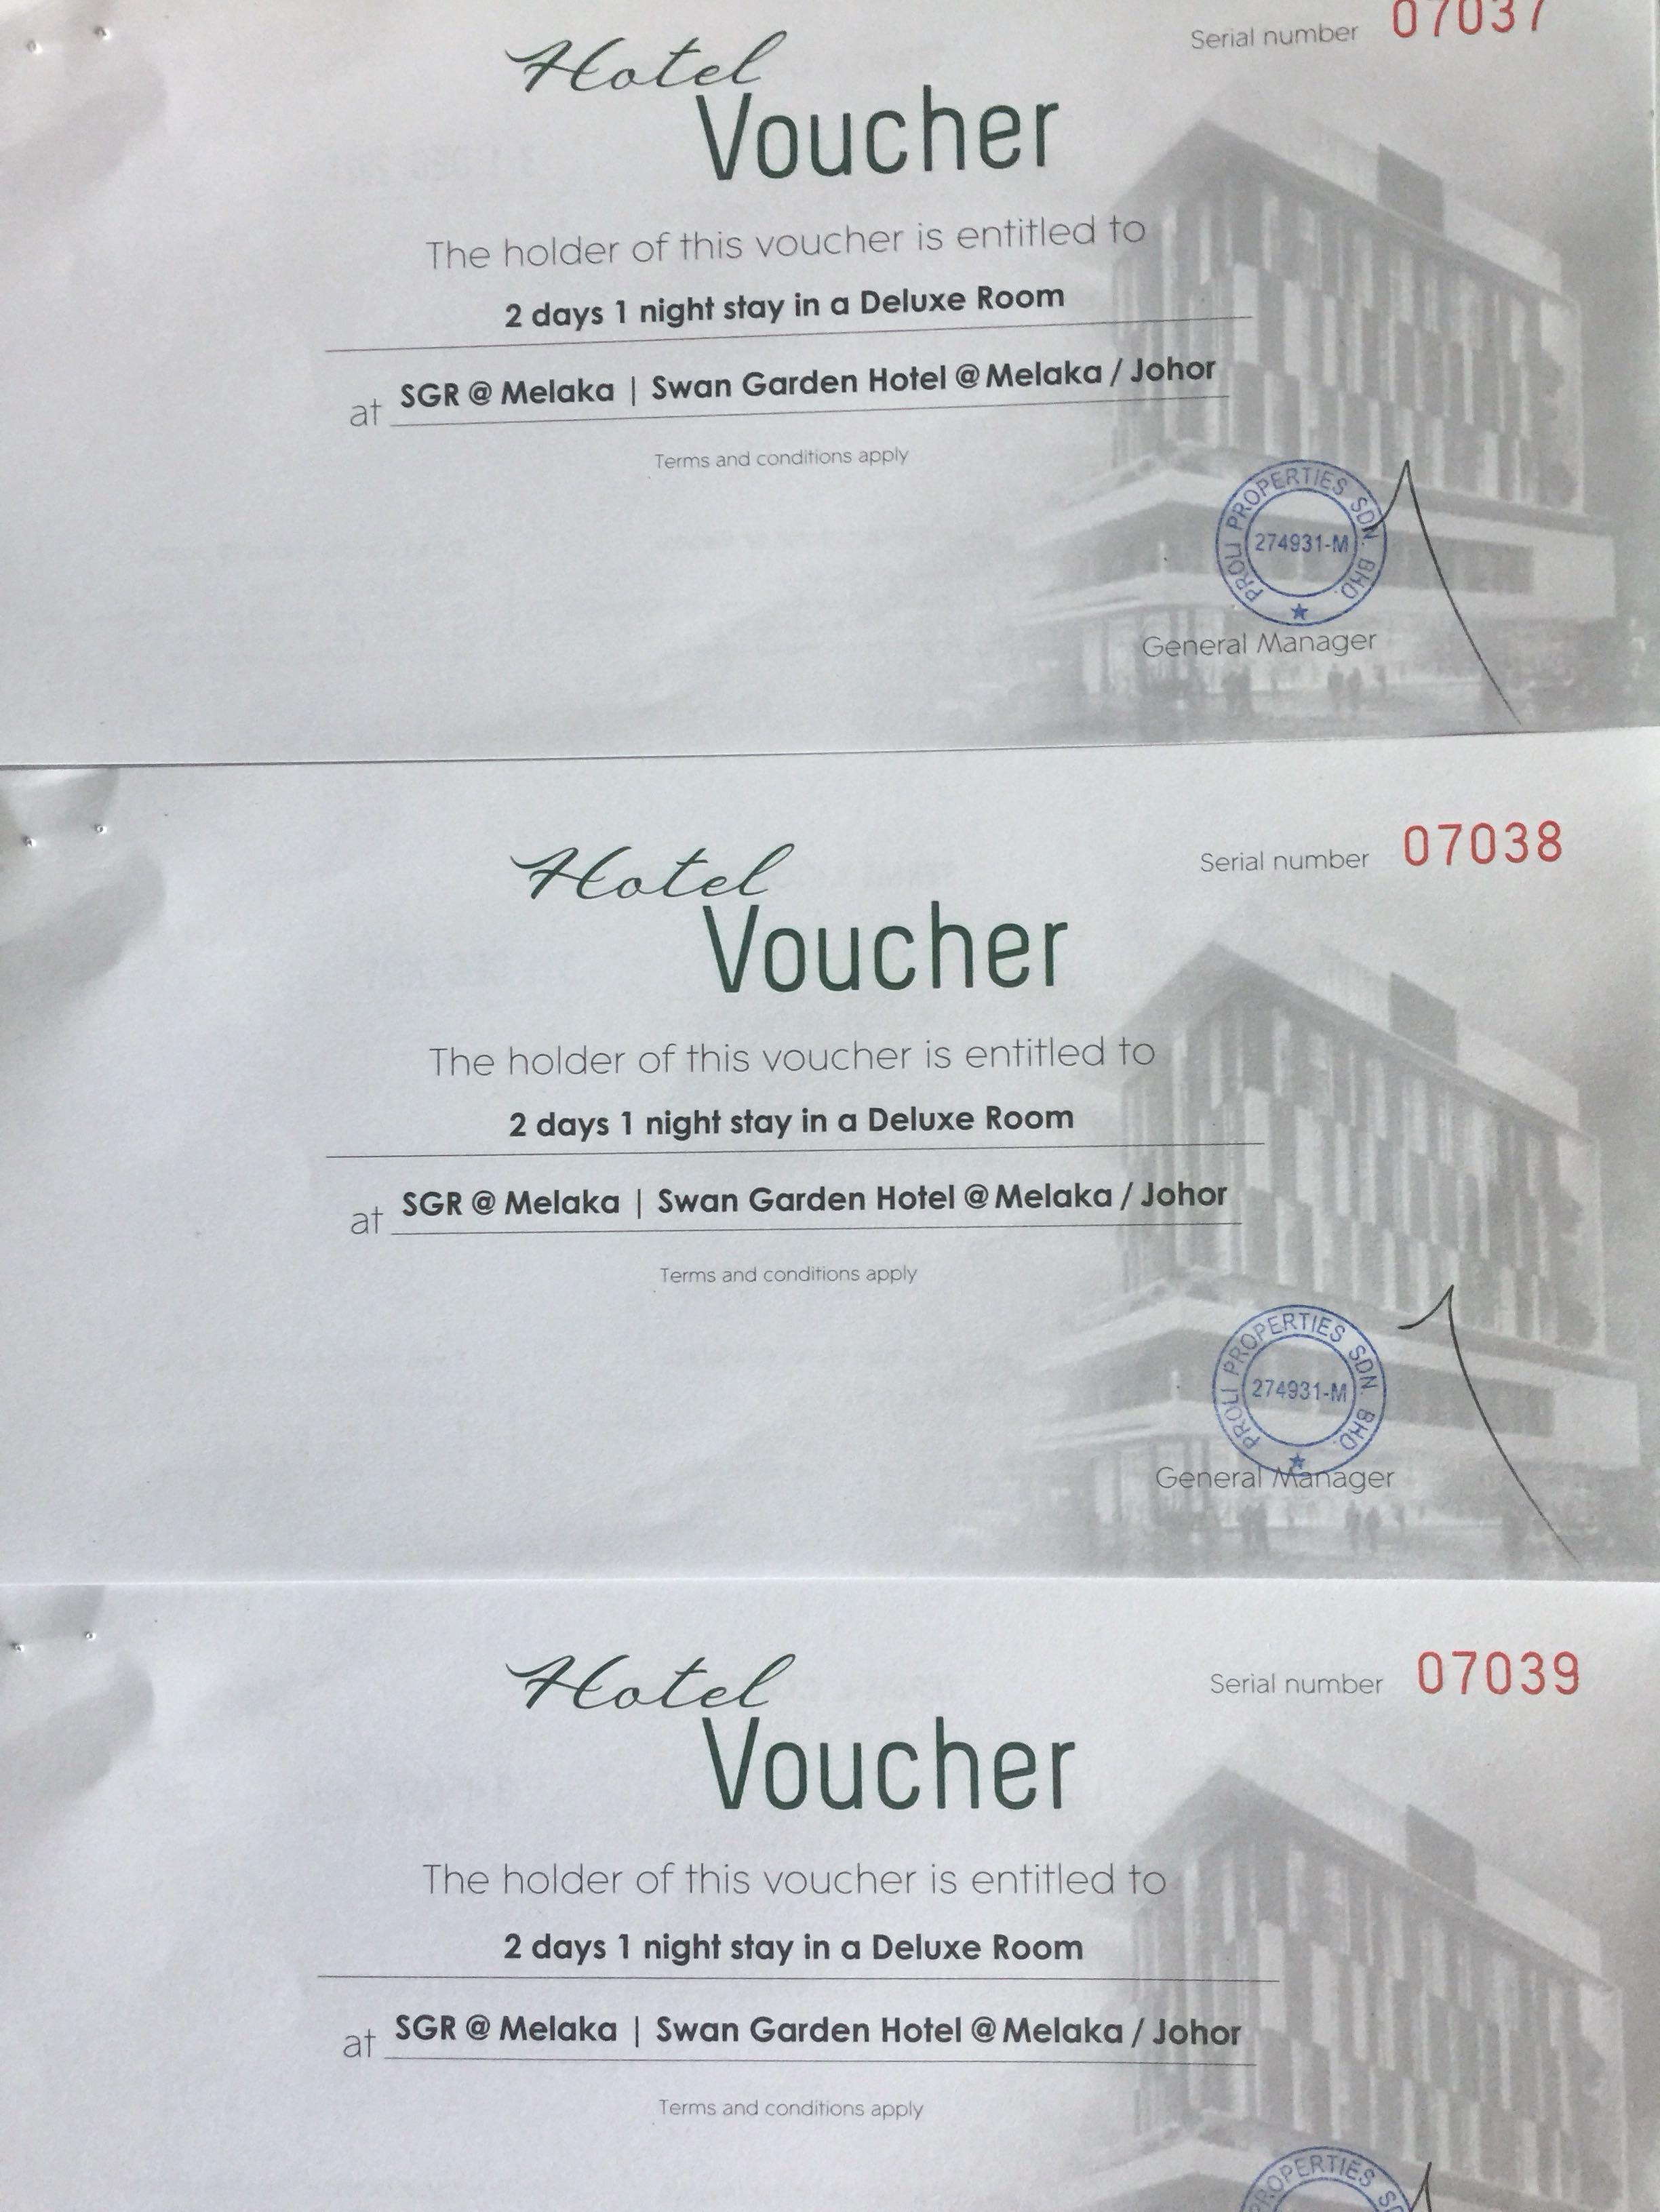 Serial number 07037
Hotel
Voucher
The holder of this voucher is entitled to
2 days 1 night stay in a Deluxe Room
at SGR @ Melaka | Swan Garden Hotel @ Melaka / Johor
Terms and conditions apply
PROLI PROPERTIES SDN. BHD.
274931-M
General Manager
Serial number 07038
Hotel
Voucher
The holder of this voucher is entitled to
2 days 1 night stay in a Deluxe Room
at SGR @ Melaka | Swan Garden Hotel @ Melaka / Johor
Terms and conditions apply
PROLI PROPERTIES SDN. BHD.
274931-M
General Manager
Serial number 07039
Hotel
Voucher
The holder of this voucher is entitled to
2 days 1 night stay in a Deluxe Room
at SGR @ Melaka | Swan Garden Hotel @ Melaka / Johor
Terms and conditions apply
PROPERTIES